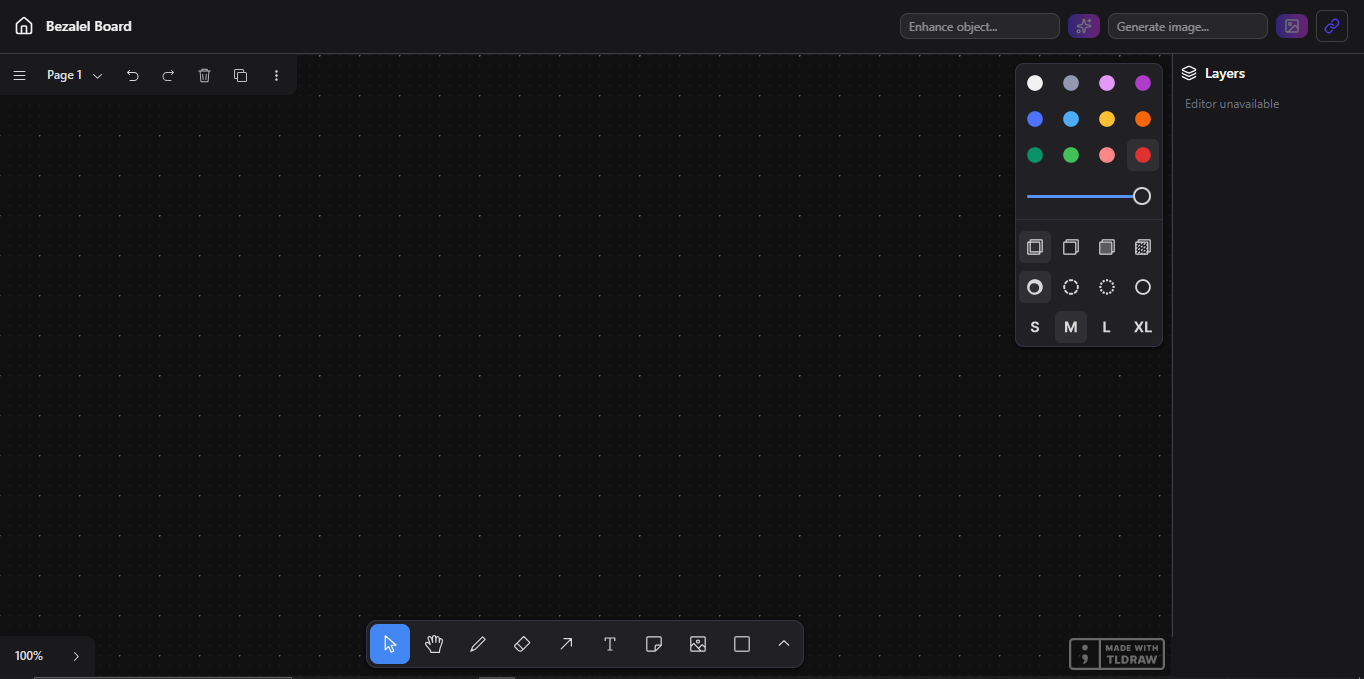 Bezalel Board
Enhance object...
Generate image...
Page 1
Layers
Editor unavailable
S M L XL
100%
MADE WITH
TLDRAW